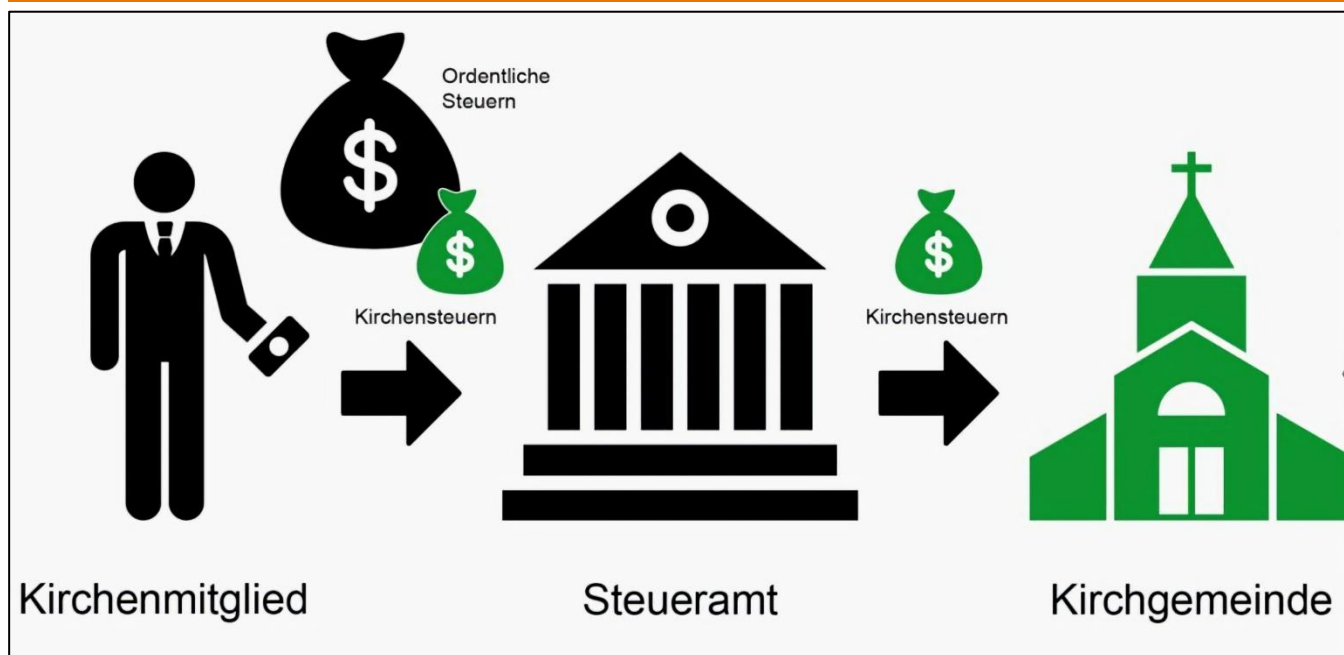 Ordentliche
Steuern
$
$
Kirchensteuern
$
Kirchensteuern
Kirchenmitglied
Steueramt
Kirchgemeinde